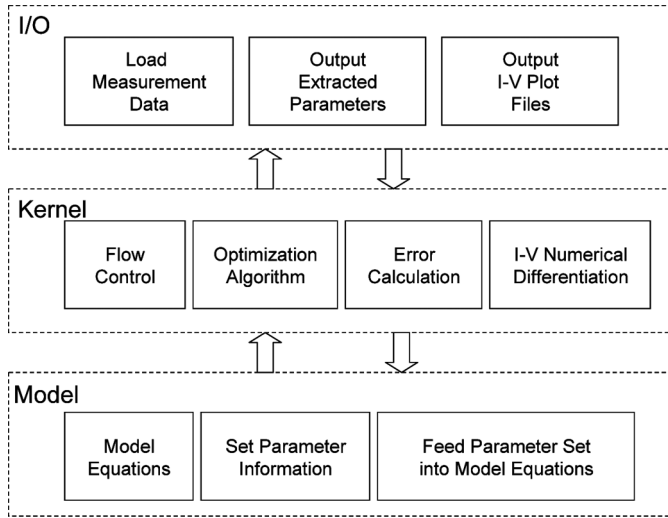 I/O
Load
Measurement
Data
Output
Extracted
Parameters
Output
I-V Plot
Files
Kernel
Flow
Control
Optimization
Algorithm
Error
Calculation
I-V Numerical
Differentiation
Model
Model
Equations
Set Parameter
Information
Feed Parameter Set
into Model Equations